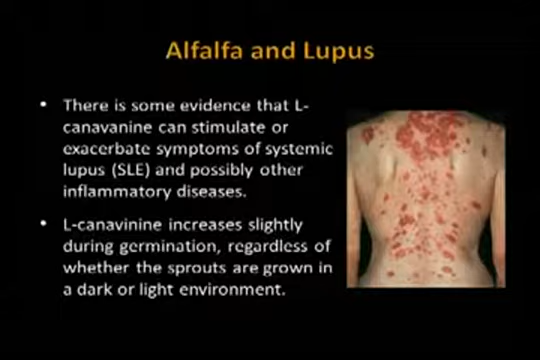 Alfalfa and Lupus
• There is some evidence that L-
canavanine can stimulate or
exacerbate symptoms of systemic
lupus (SLE) and possibly other
inflammatory diseases.
• L-canavinine increases slightly
during germination, regardless of
whether the sprouts are grown in
a dark or light environment.